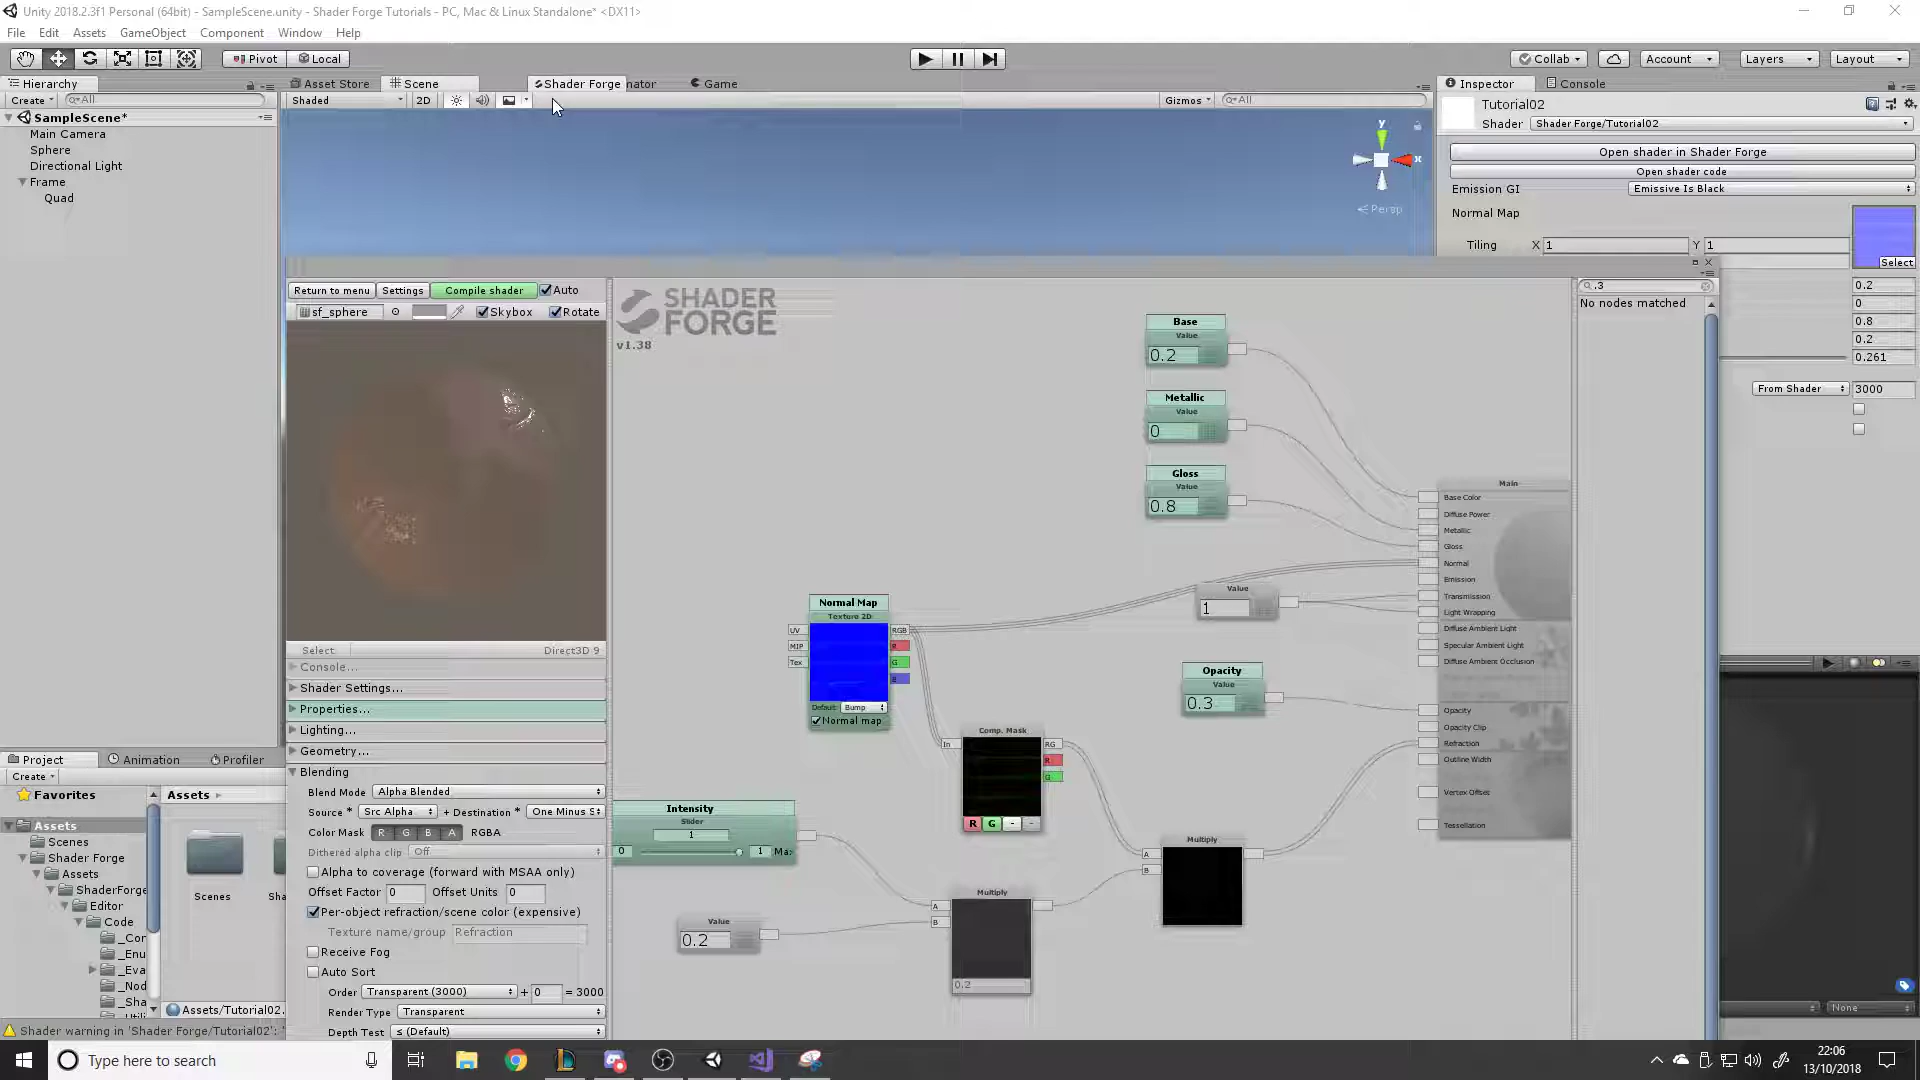 Unity 2018.2.3f1 Personal (64bit) - SampleScene.unity - Shader Forge Tutorials - PC, Mac & Linux Standalone* <DX11>
File Edit Assets GameObject Component Window Help
Pivot Local Collab Account Layers Layout
Hierarchy Asset Store Scene Shader Forge nator Game Inspector Console
Create All Shaded 2D Gizmos All
SampleScene*
Main Camera
Sphere
Directional Light
Frame
Quad
y
x
Persp
Tutorial02
Shader Shader Forge/Tutorial02
Open shader in Shader Forge
Open shader code
Emission GI Emissive Is Black
Normal Map
Tiling X 1 Y 1
Select
0.2
0
0.8
0.2
0.261
From Shader 3000
Return to menu Settings Compile shader Auto
sf_sphere Skybox Rotate
SHADER
FORGE
v1.38
.3
No nodes matched
Base
Value
0.2
Metallic
Value
0
Gloss
Value
0.8
Main
Base Color
Diffuse Power
Metallic
Gloss
Normal
Emission
Transmission
Light Wrapping
Diffuse Ambient Light
Specular Ambient Light
Diffuse Ambient Occlusion
Opacity
Opacity Clip
Refraction
Outline Width
Vertex Offset
Tessellation
Normal Map
Texture 2D
UV RGB
MIP R
Tex G
B
Default: Bump
Normal map
Value
1
Opacity
Value
0.3
Comp. Mask
In RG
R
G
R G - -
Intensity
Slider
1
0 1 Ma:
Multiply
A
B
Value
0.2
Multiply
A
B
0.2
Select Direct3D 9
Console...
Shader Settings...
Properties...
Lighting...
Geometry...
Blending
Blend Mode Alpha Blended
Source * Src Alpha + Destination * One Minus S
Color Mask R G B A RGBA
Dithered alpha clip Off
Alpha to coverage (forward with MSAA only)
Offset Factor 0 Offset Units 0
Per-object refraction/scene color (expensive)
Texture name/group Refraction
Receive Fog
Auto Sort
Order Transparent (3000) + 0 = 3000
Render Type Transparent
Depth Test ≤ (Default)
Project Animation Profiler
Create
Favorites
Assets
Scenes
Shader Forge
Assets
ShaderForge
Editor
Code
_Cor
_Enu
_Eva
_Nod
_Sha
Assets
Scenes Sha
Assets/Tutorial02.
Shader warning in 'Shader Forge/Tutorial02': '
None
Type here to search
22:06
13/10/2018